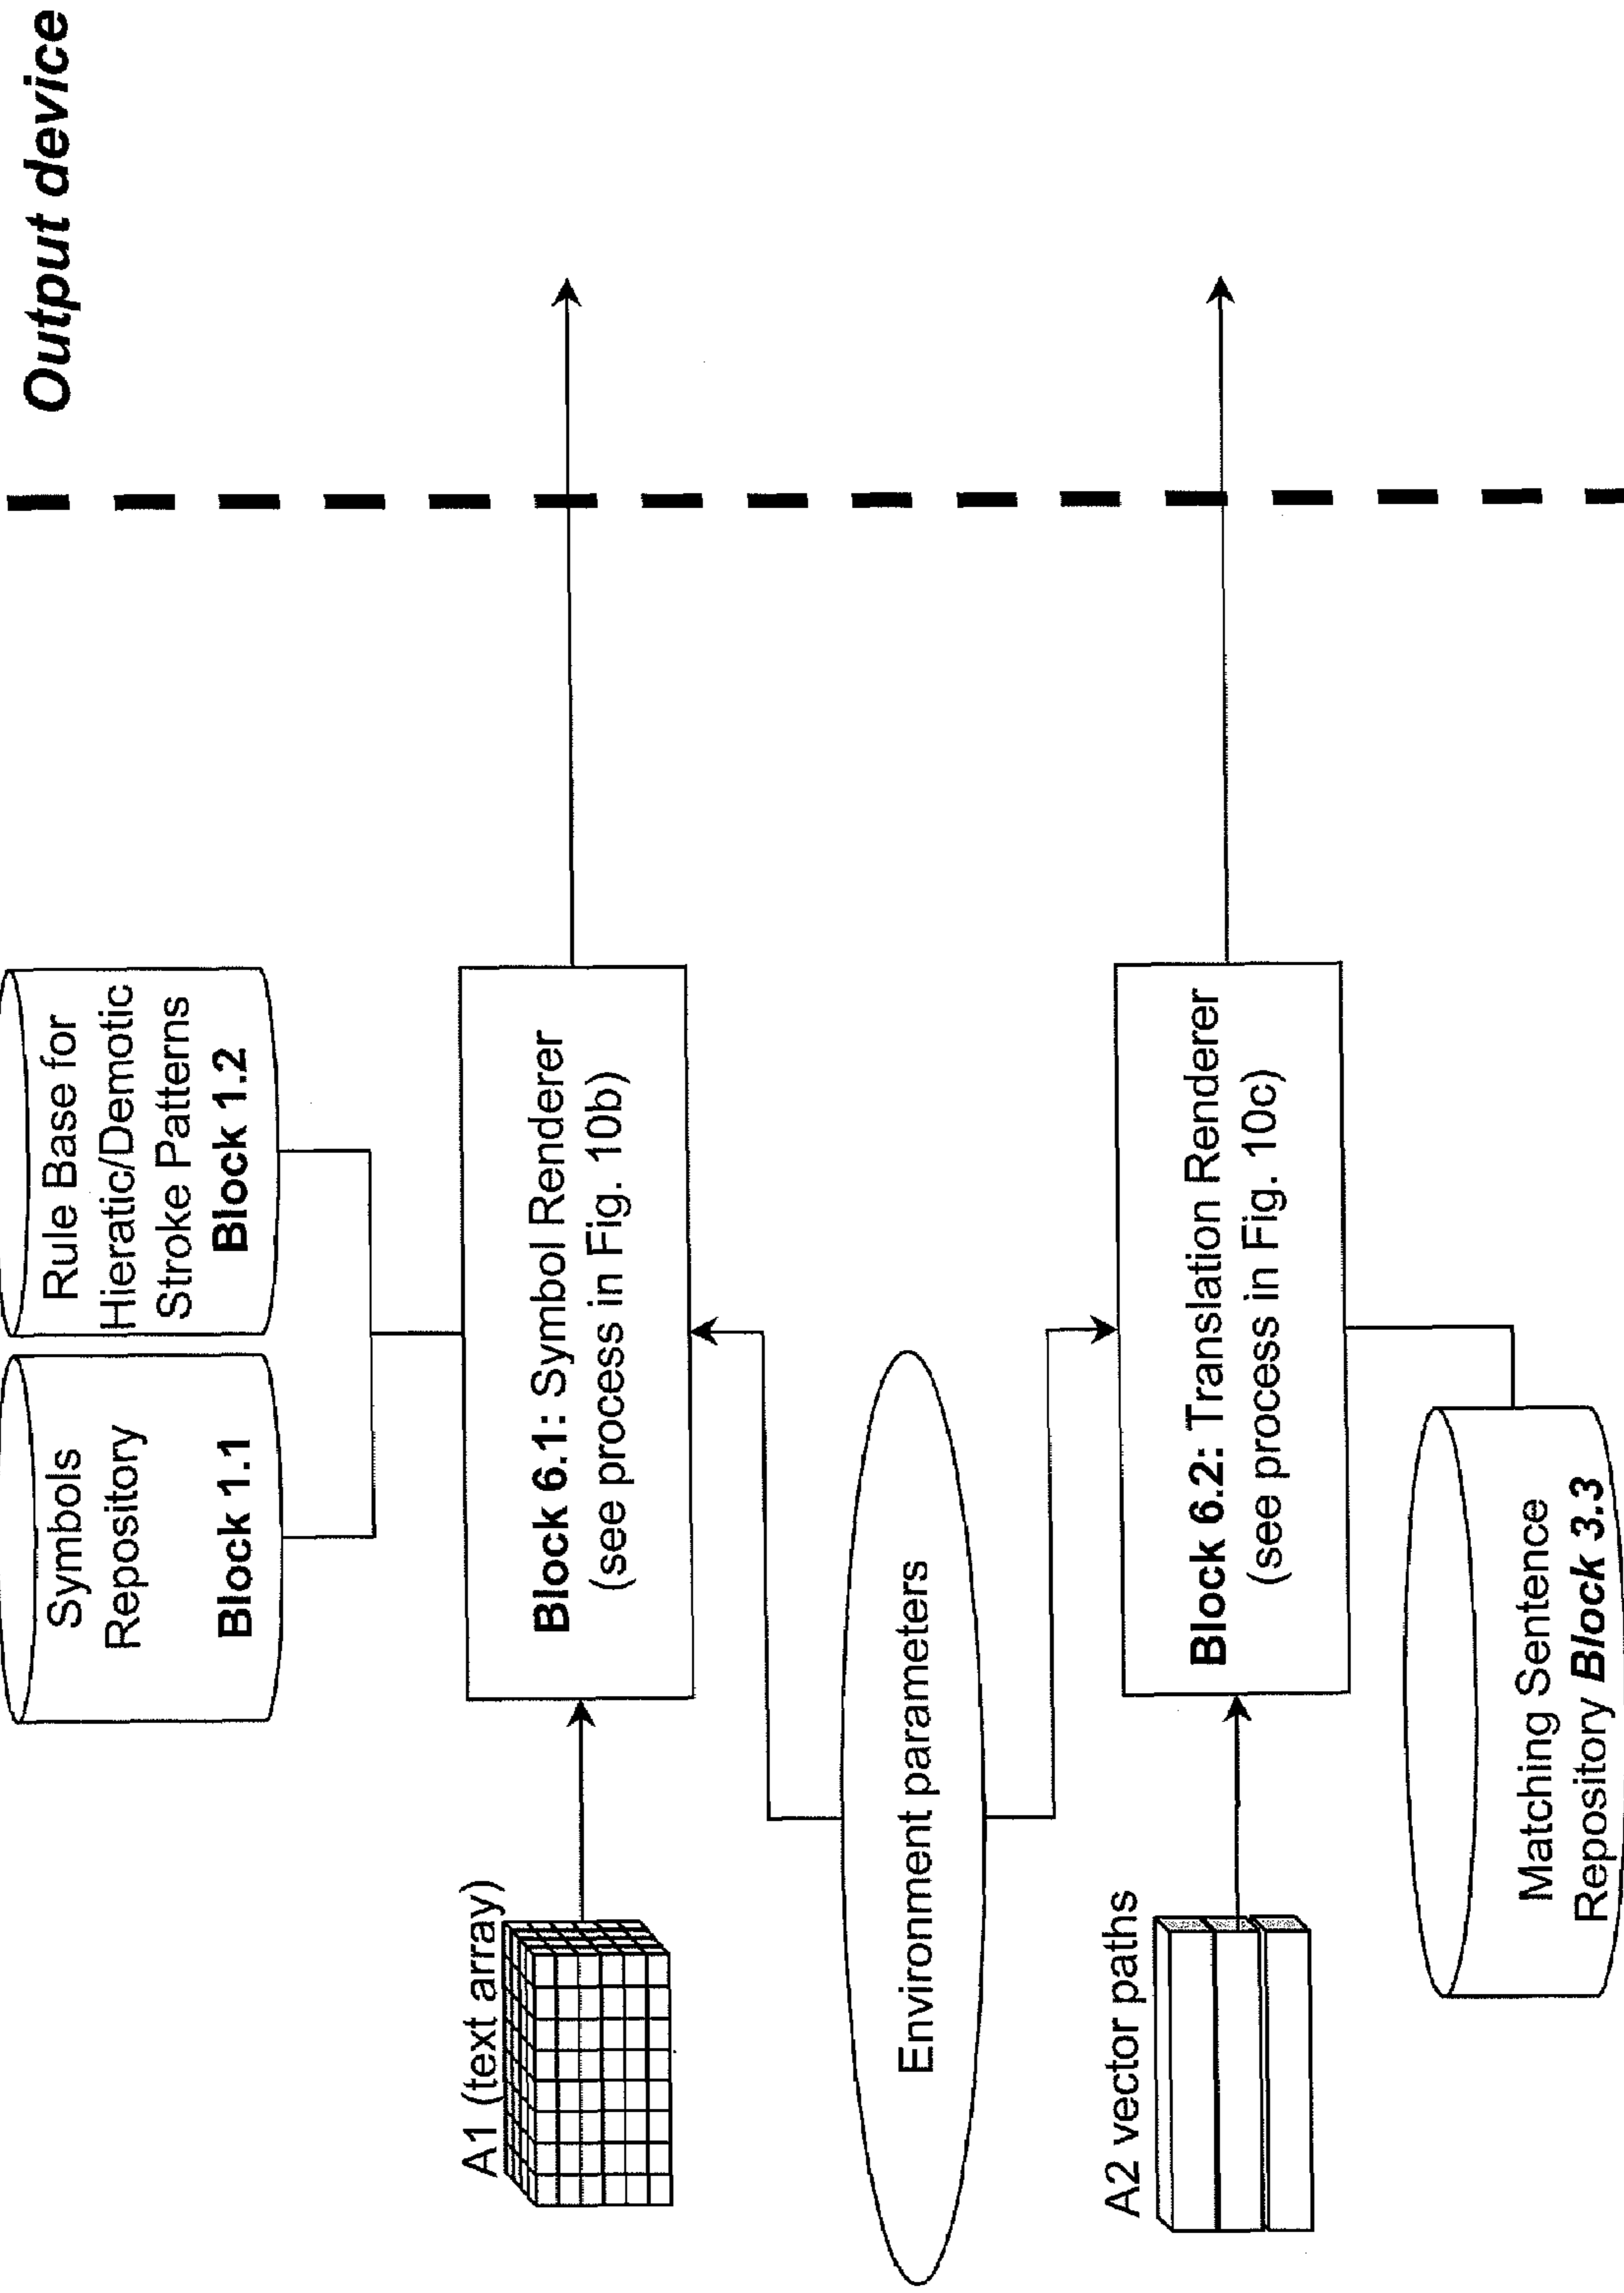 Output device
Symbols
Repository
Block 1.1
Rule Base for
Hieratic/Demotic
Stroke Patterns
Block 1.2
A1 (text array)
Block 6.1: Symbol Renderer
(see process in Fig. 10b)
Environment parameters
A2 vector paths
Block 6.2: Translation Renderer
(see process in Fig. 10c)
Matching Sentence
Repository Block 3.3